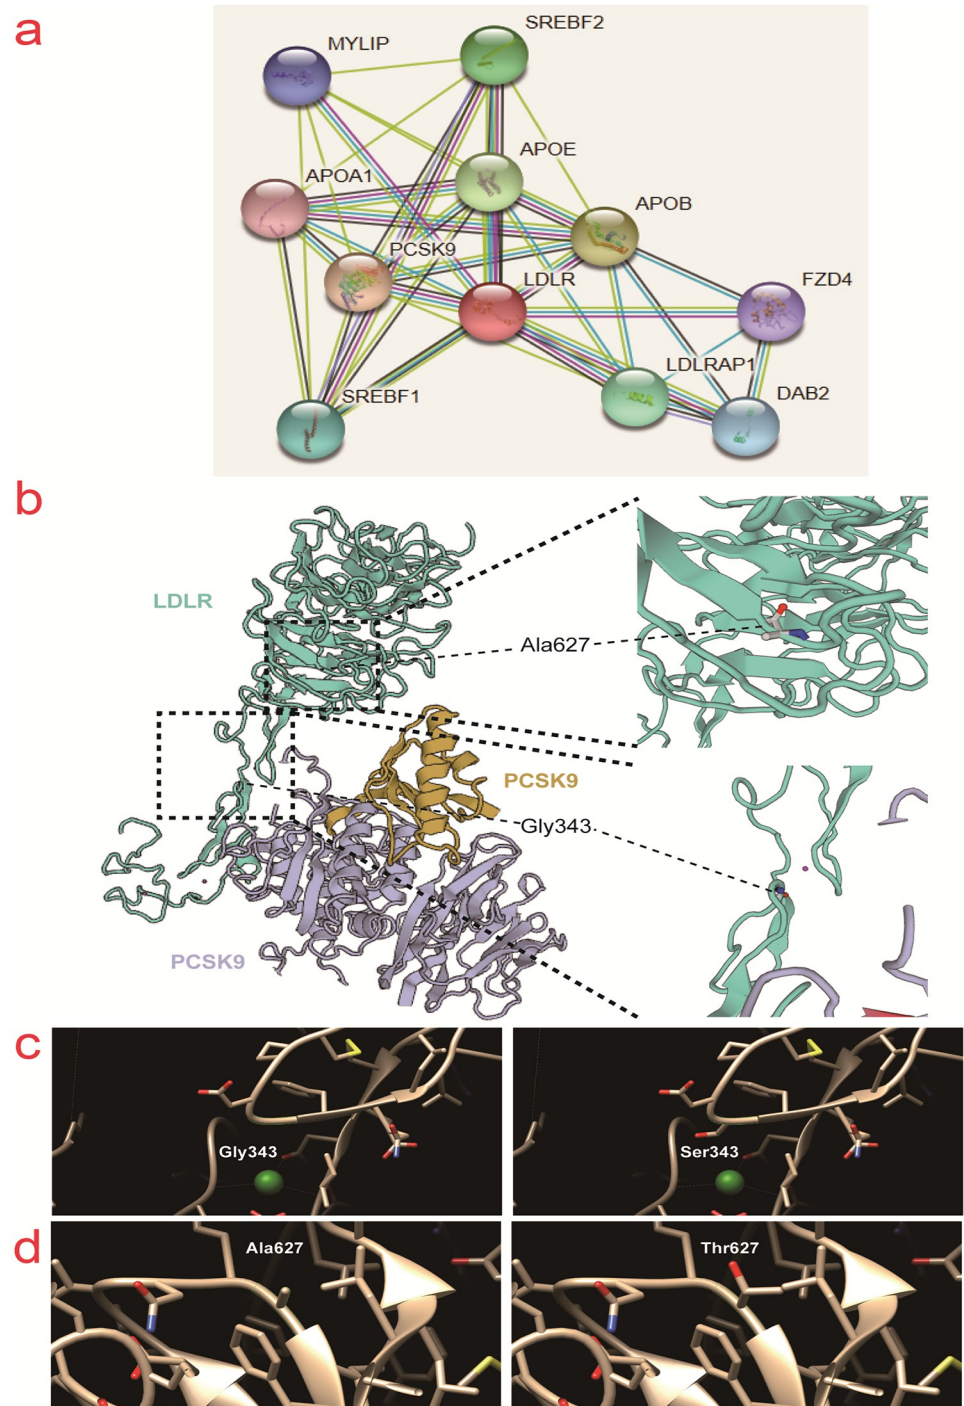 a
SREBF2
MYLIP
APOE
APOA1
APOB
PCSK9
LDLR
FZD4
LDLRAP1
SREBF1
DAB2
b
LDLR
Ala627
PCSK9
Gly343
PCSK9
c
Gly343
Ser343
d
Ala627
Thr627